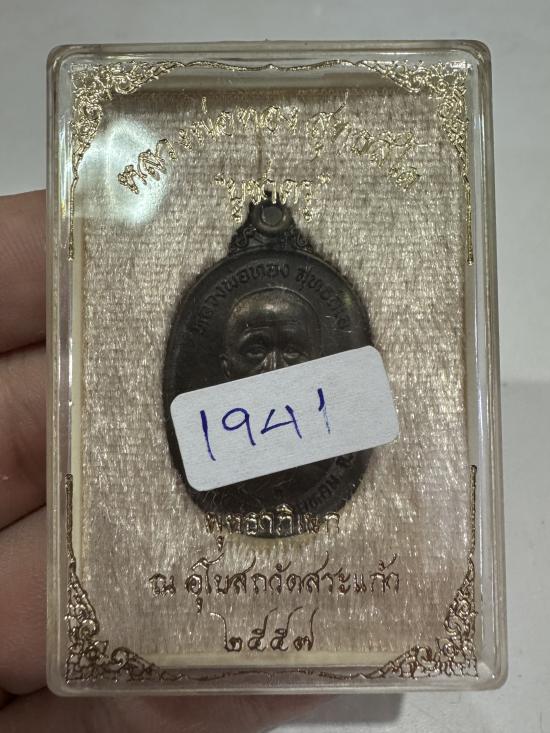 หลวงพ่อทอง สุทธสีโล
"บูชาครู"
หลวงพ่อทอง สุทธสีโล
1941
พุทธาภิเษก
ณ อุโบสถวัดสระแก้ว
๒๕๕๗